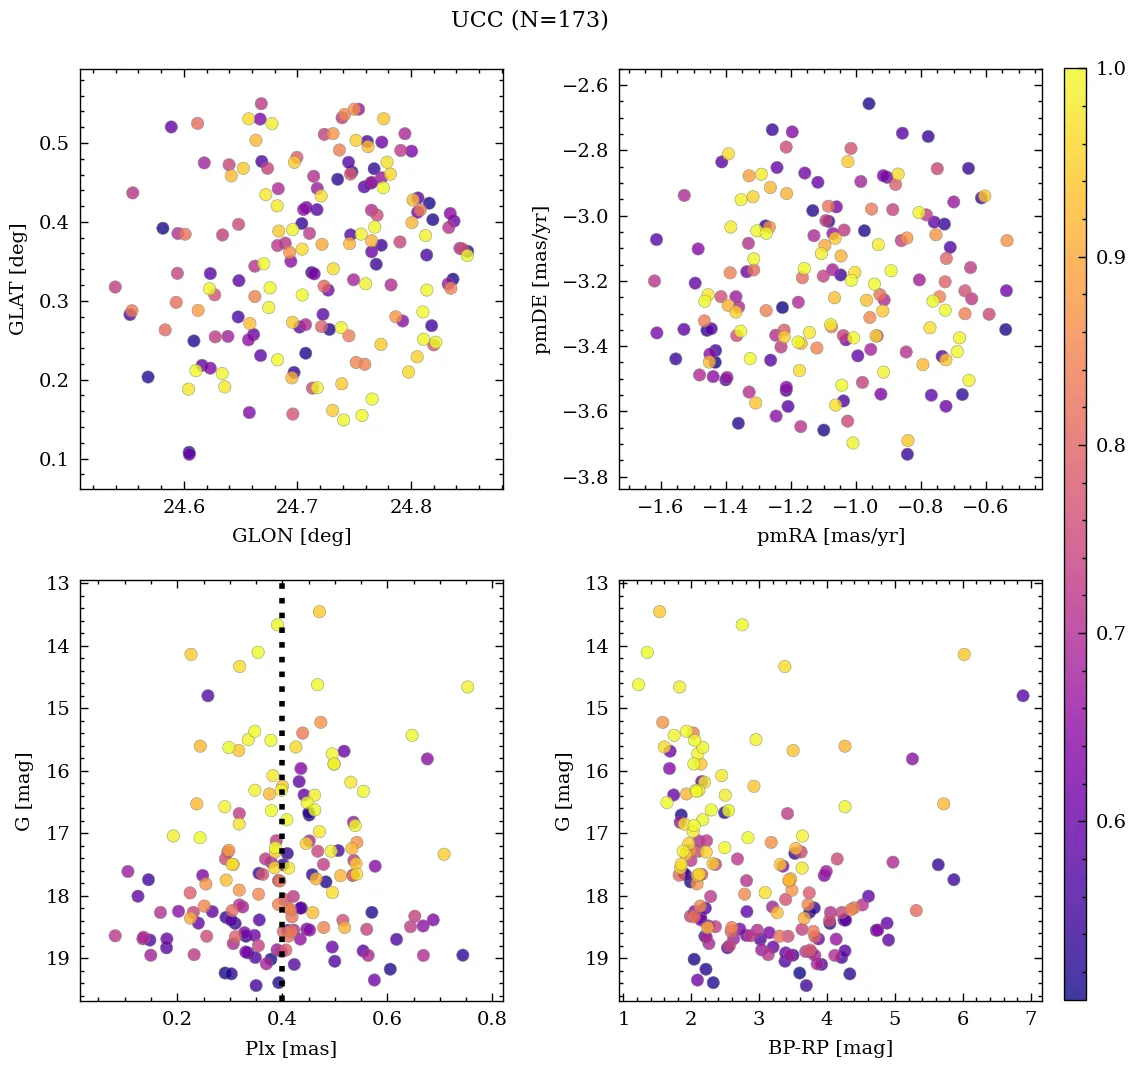 UCC (N=173)
0.5
0.4
0.3
0.2
0.1
GLAT [deg]
24.6 24.7 24.8
GLON [deg]
−2.6
−2.8
−3.0
−3.2
−3.4
−3.6
−3.8
pmDE [mas/yr]
−1.6 −1.4 −1.2 −1.0 −0.8 −0.6
pmRA [mas/yr]
13
14
15
16
17
18
19
G [mag]
0.2 0.4 0.6 0.8
Plx [mas]
13
14
15
16
17
18
19
G [mag]
1 2 3 4 5 6 7
BP-RP [mag]
1.0
0.9
0.8
0.7
0.6